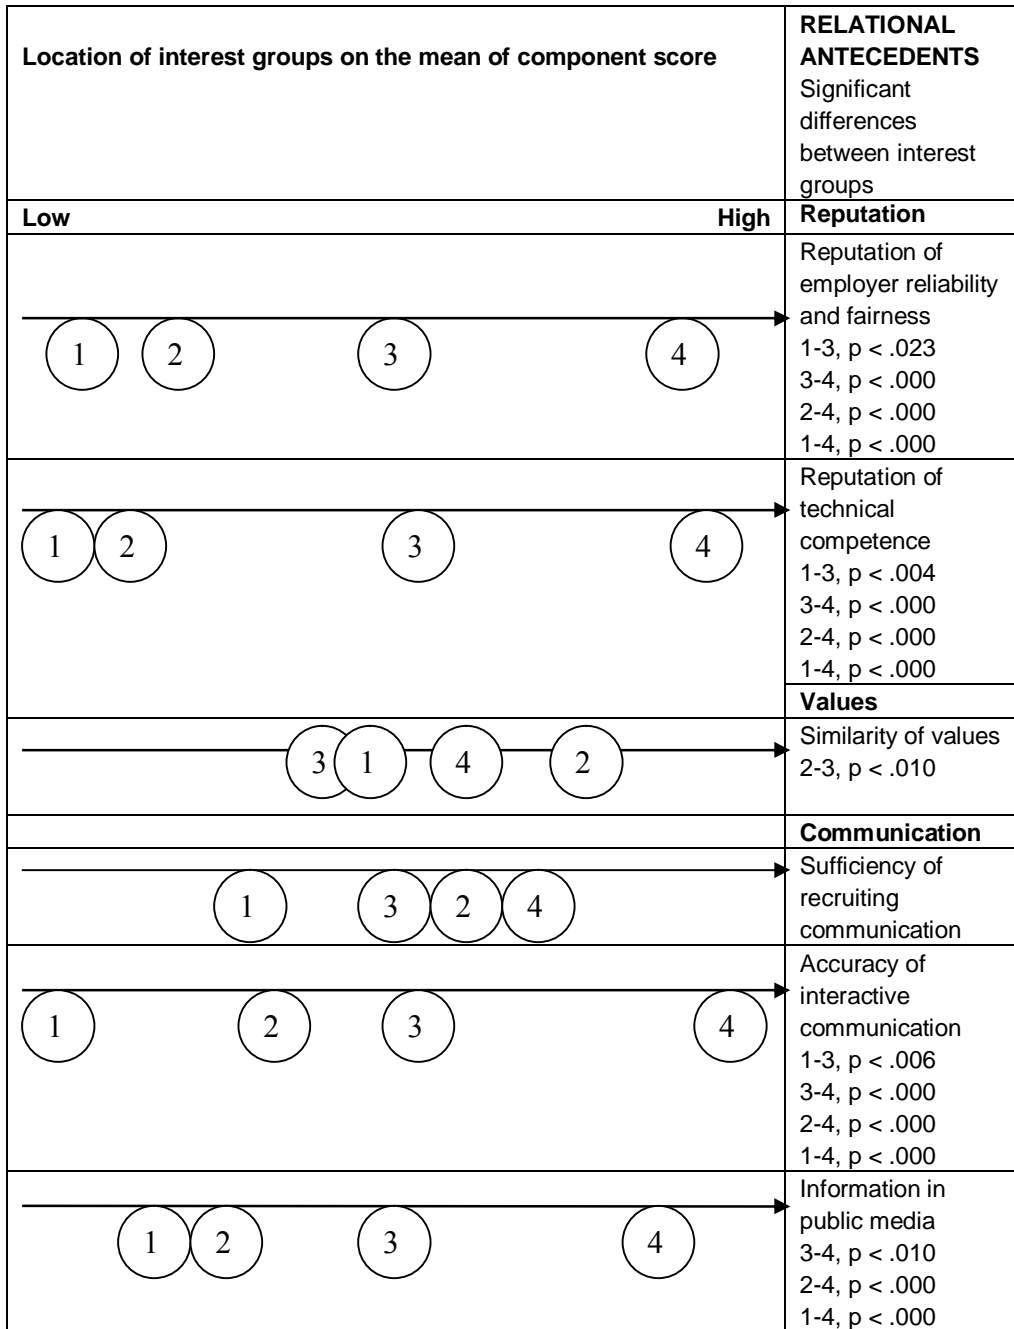 Location of interest groups on the mean of component score
RELATIONAL
ANTECEDENTS
Significant
differences
between interest
groups
Low High
Reputation
1 2 3 4
Reputation of
employer reliability
and fairness
1-3, p < .023
3-4, p < .000
2-4, p < .000
1-4, p < .000
1 2 3 4
Reputation of
technical
competence
1-3, p < .004
3-4, p < .000
2-4, p < .000
1-4, p < .000
Values
3 1 4 2
Similarity of values
2-3, p < .010
Communication
1 3 2 4
Sufficiency of
recruiting
communication
1 2 3 4
Accuracy of
interactive
communication
1-3, p < .006
3-4, p < .000
2-4, p < .000
1-4, p < .000
1 2 3 4
Information in
public media
3-4, p < .010
2-4, p < .000
1-4, p < .000